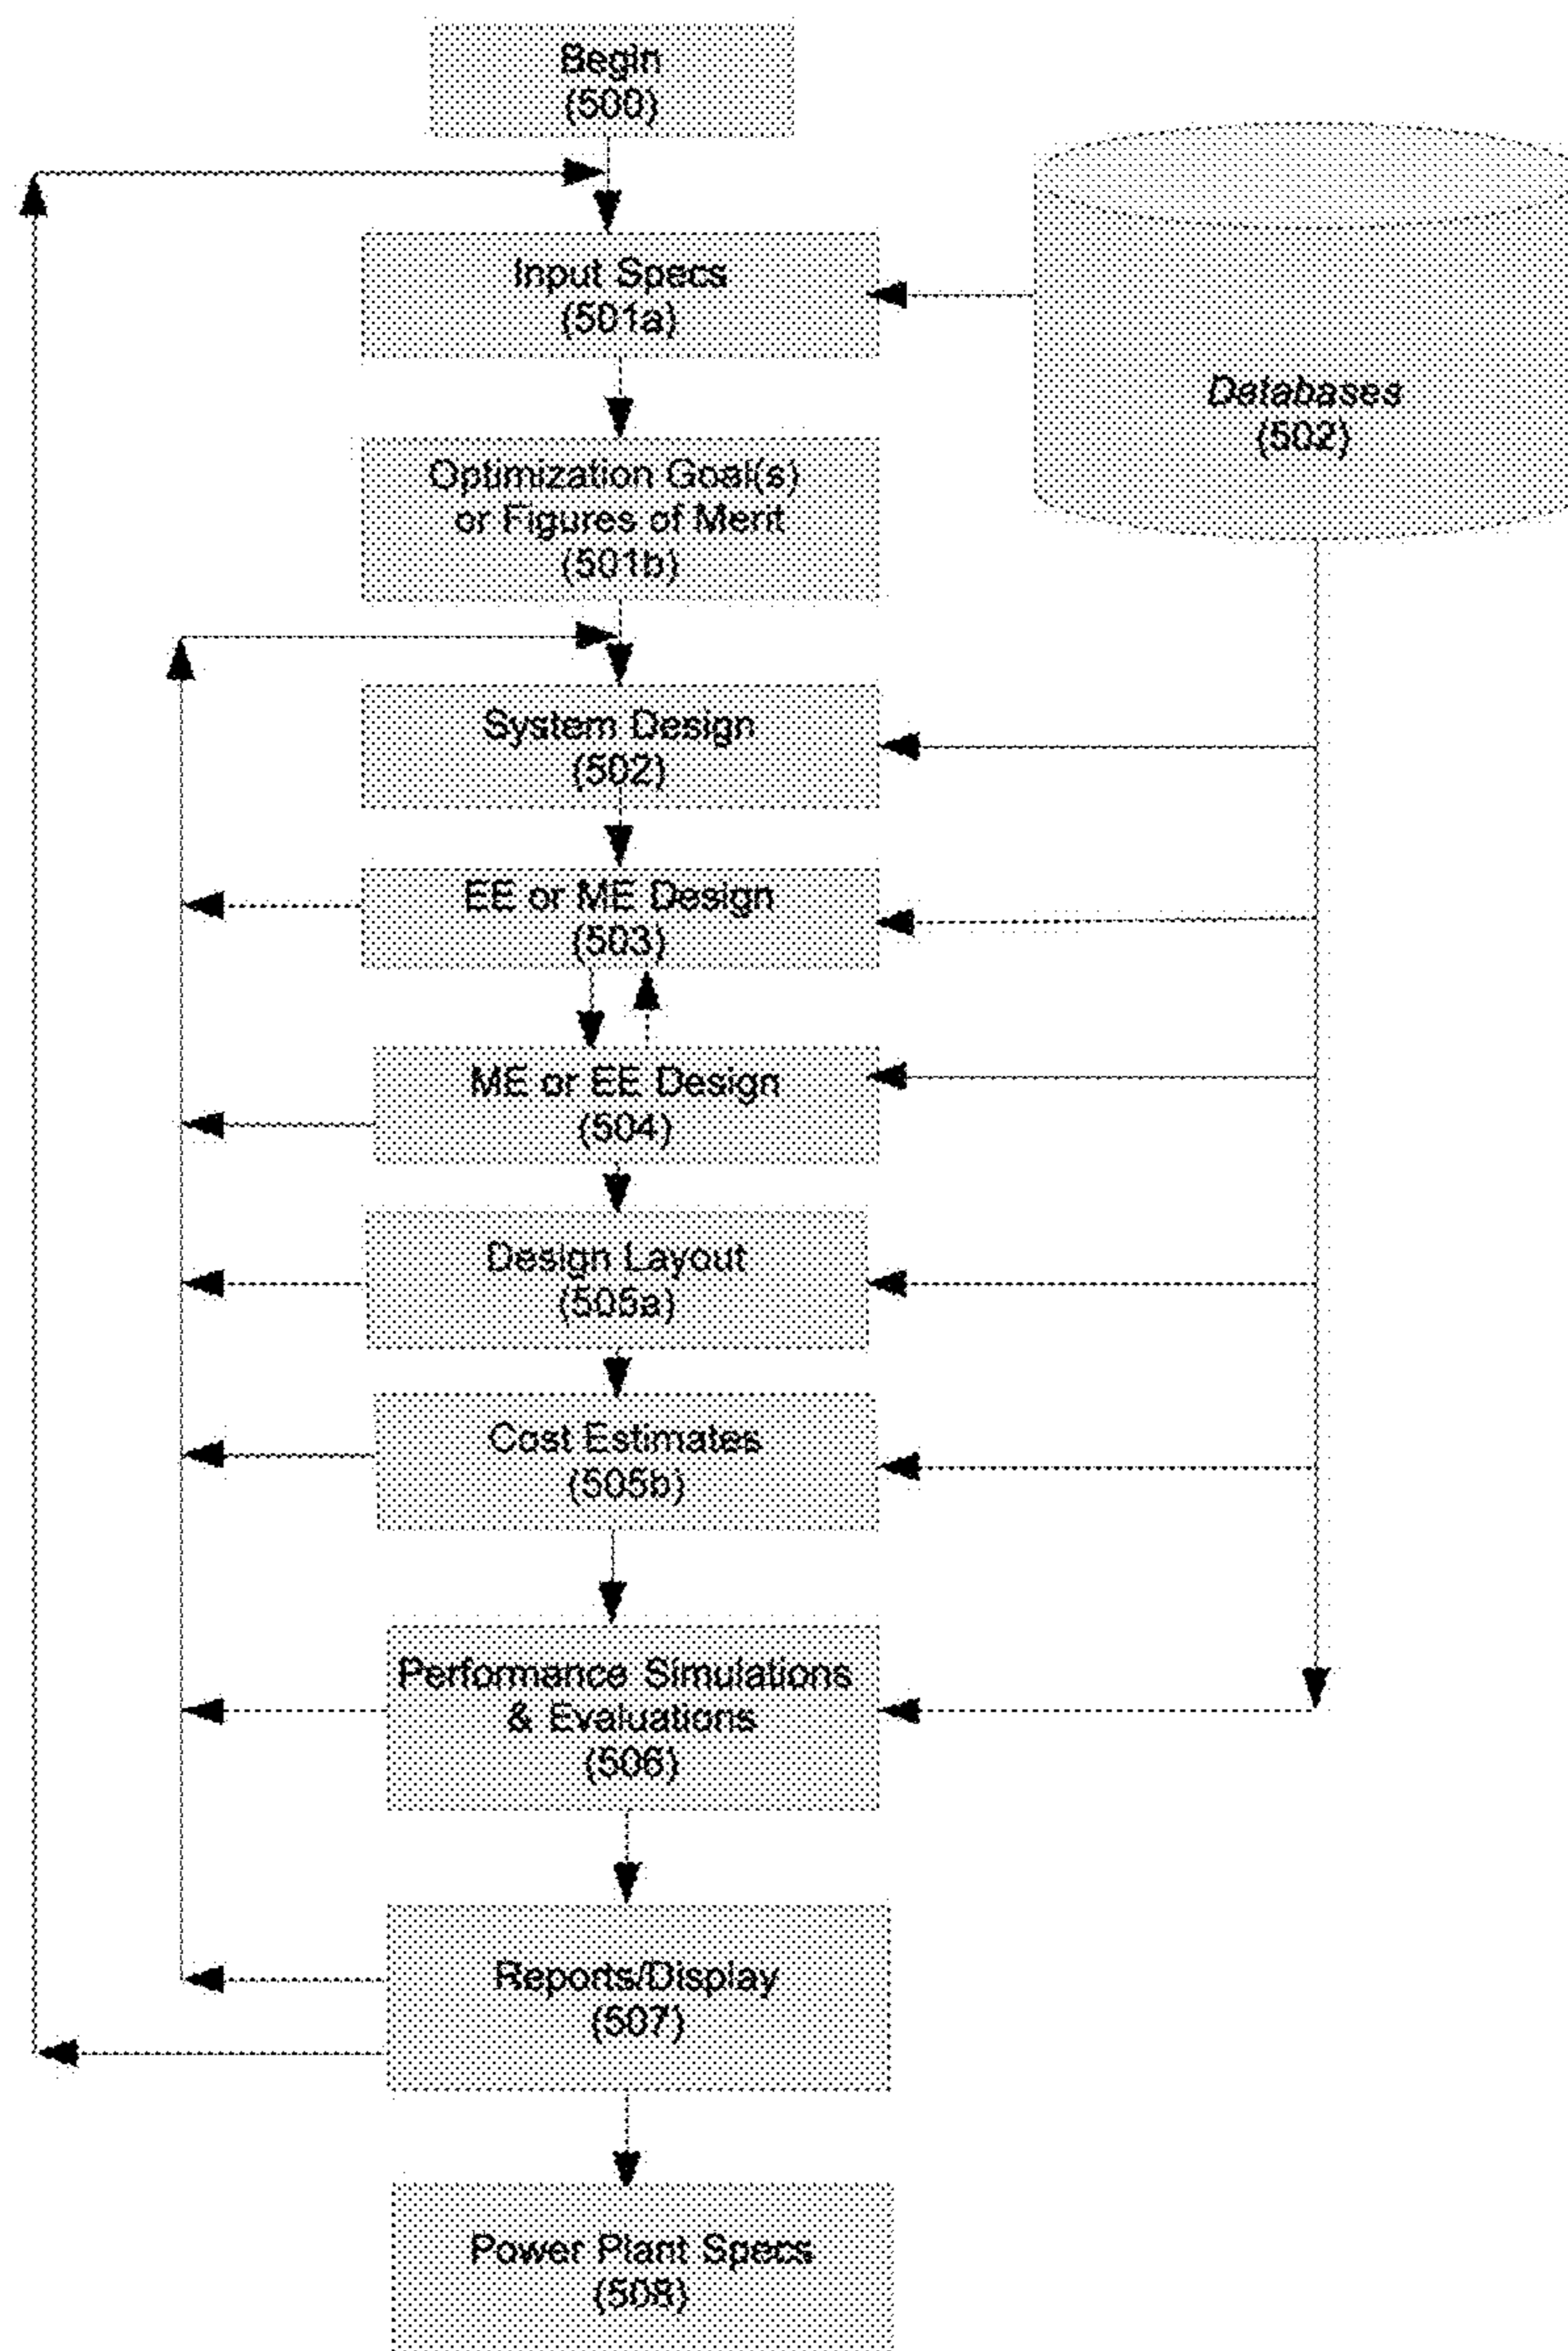 Begin
(500)
Input Specs
(501a)
Databases
(502)
Optimization Goal(s)
or Figures of Merit
(501b)
System Design
(502)
EE or ME Design
(503)
ME or EE Design
(504)
Design Layout
(505a)
Cost Estimates
(505b)
Performance Simulations
& Evaluations
(506)
Reports/Display
(507)
Power Plant Specs
(508)